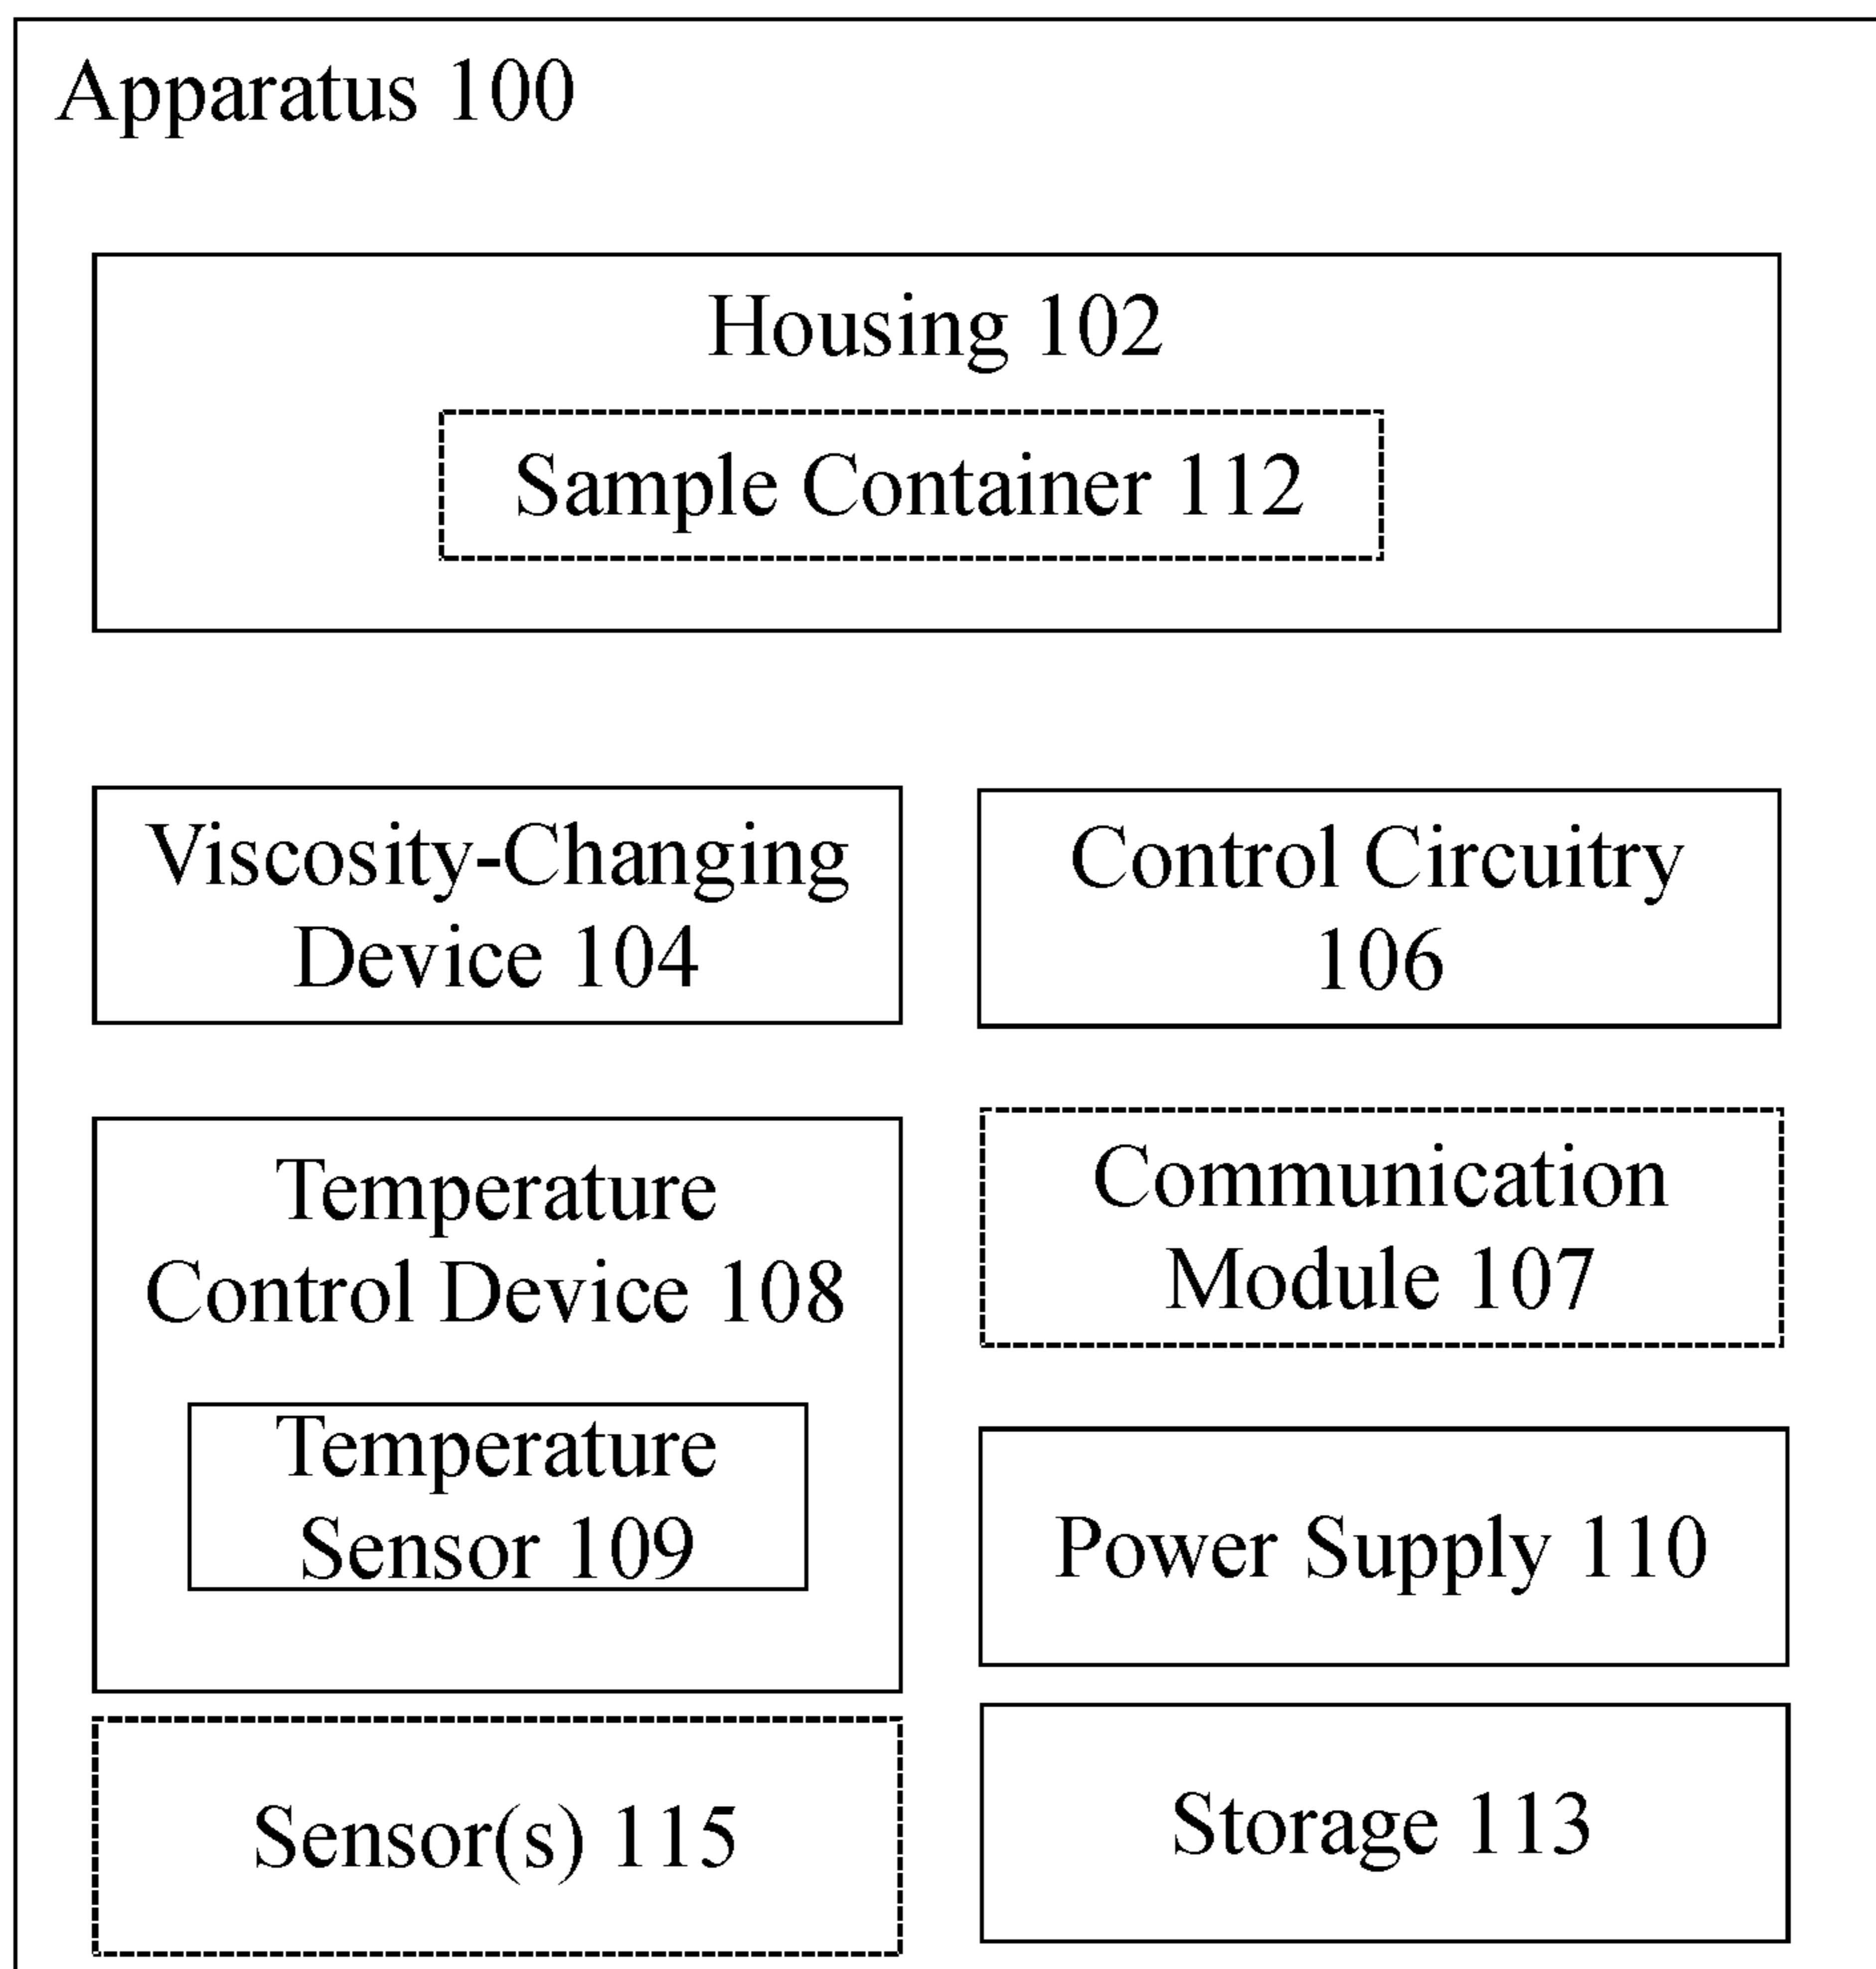 Apparatus 100
Housing 102
Sample Container 112
Viscosity-Changing
Device 104
Control Circuitry
106
Temperature
Control Device 108
Temperature
Sensor 109
Communication
Module 107
Power Supply 110
Sensor(s) 115
Storage 113